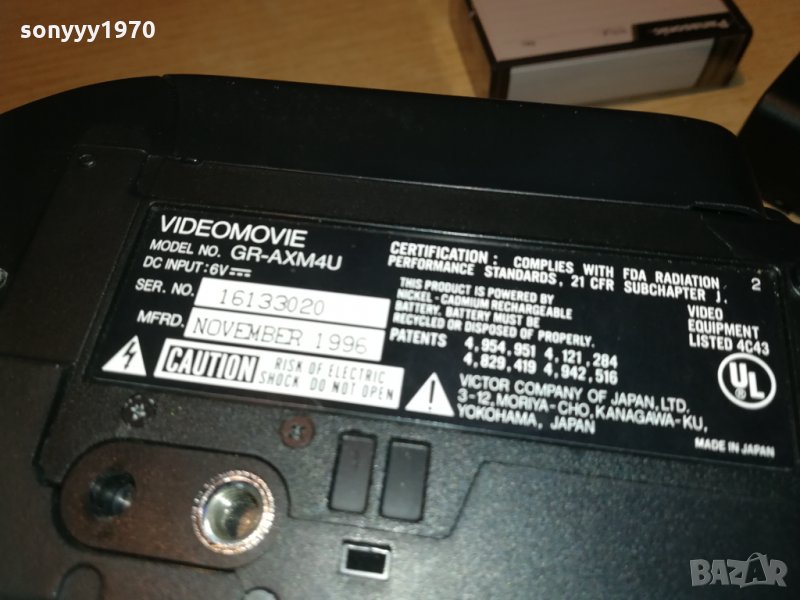 sonyyy1970
Panasonic
VIDEOMOVIE
MODEL NO. GR-AXM4U
DC INPUT : 6V
SER. NO. 16133020
MFRD. NOVEMBER 1996
CAUTION RISK OF ELECTRIC
SHOCK DO NOT OPEN
CERTIFICATION : COMPLIES WITH FDA RADIATION
PERFORMANCE STANDARDS, 21 CFR SUBCHAPTER J.
2
THIS PRODUCT IS POWERED BY
NICKEL-CADMIUM RECHARGEABLE
BATTERY. BATTERY MUST BE
RECYCLED OR DISPOSED OF PROPERLY.
PATENTS 4,954,951 4,121,284
4,829,419 4,942,516
VIDEO
EQUIPMENT
LISTED 4C43
UL
VICTOR COMPANY OF JAPAN, LTD.
3-12, MORIYA-CHO, KANAGAWA-KU,
YOKOHAMA, JAPAN
MADE IN JAPAN
BAZAR